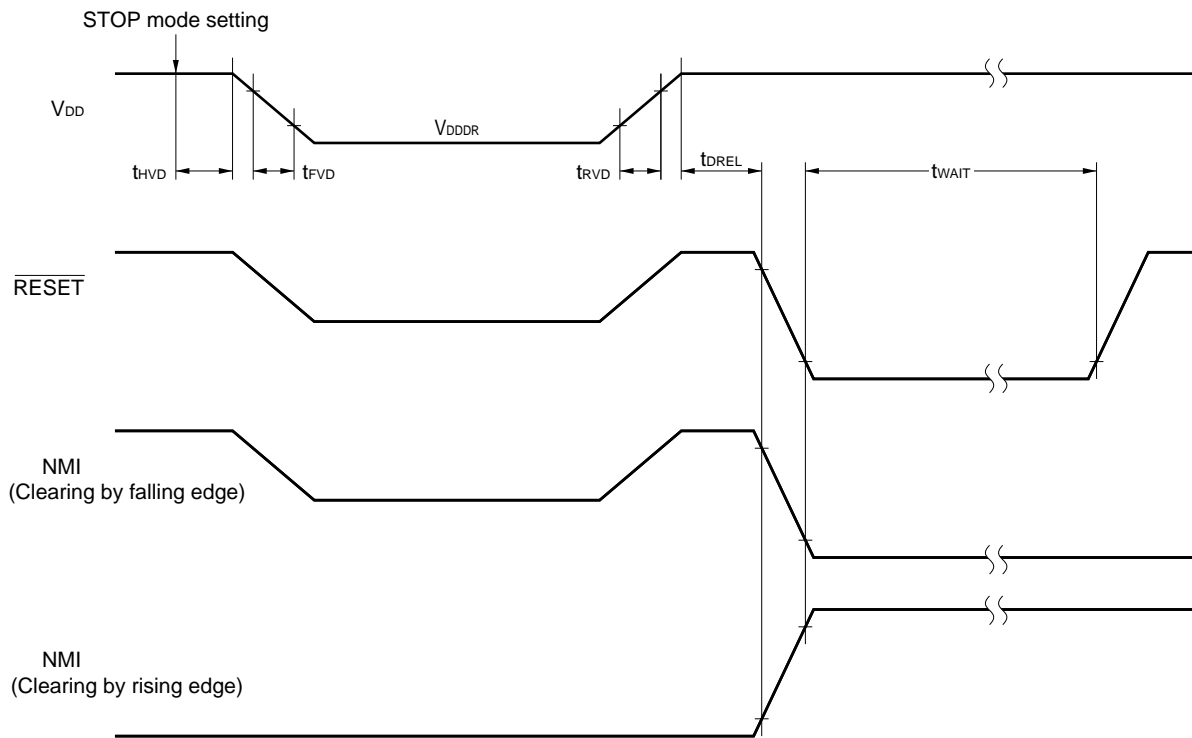 STOP mode setting
VDD
VDDDR
tHVD
tFVD
tRVD
tDREL
tWAIT
RESET
NMI
(Clearing by falling edge)
NMI
(Clearing by rising edge)